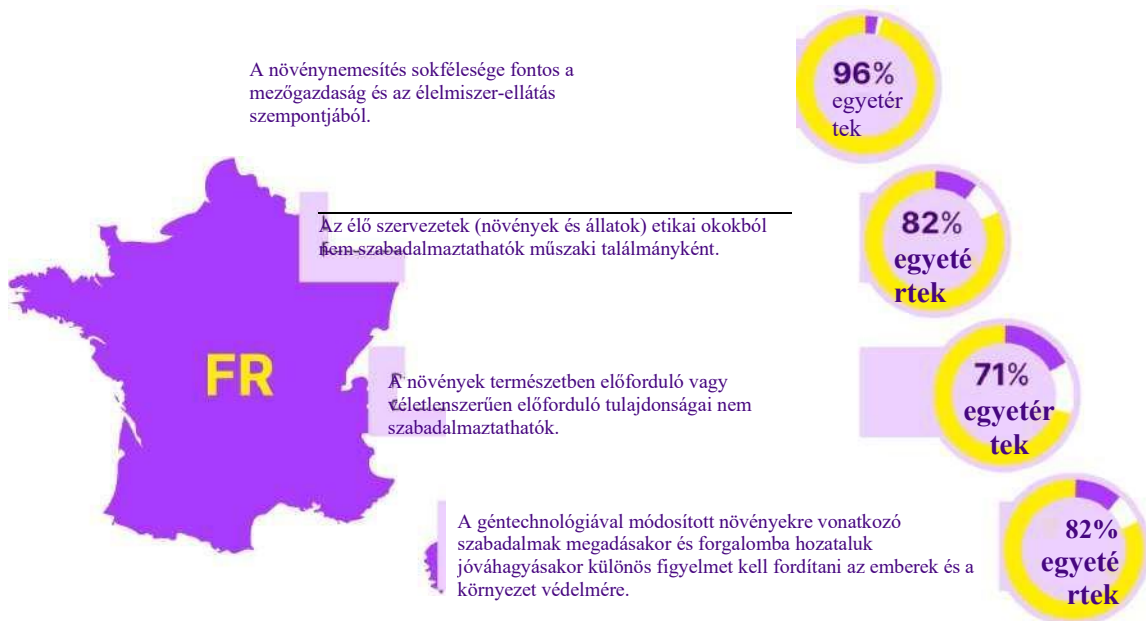 A növénynemesítés sokfélesége fontos a
mezőgazdaság és az élelmiszer-ellátás
szempontjából.
96%
egyetér
tek
Az élő szervezetek (növények és állatok) etikai okokból
nem szabadalmaztathatók műszaki találmányként.
82%
egyeté
rtek
FR
A növények természetben előforduló vagy
véletlenszerűen előforduló tulajdonságai nem
szabadalmaztathatók.
71%
egyetér
tek
A géntechnológiával módosított növényekre vonatkozó
szabadalmak megadásakor és forgalomba hozataluk
jóváhagyásakor különös figyelmet kell fordítani az emberek és a
környezet védelmére.
82%
egyeté
rtek